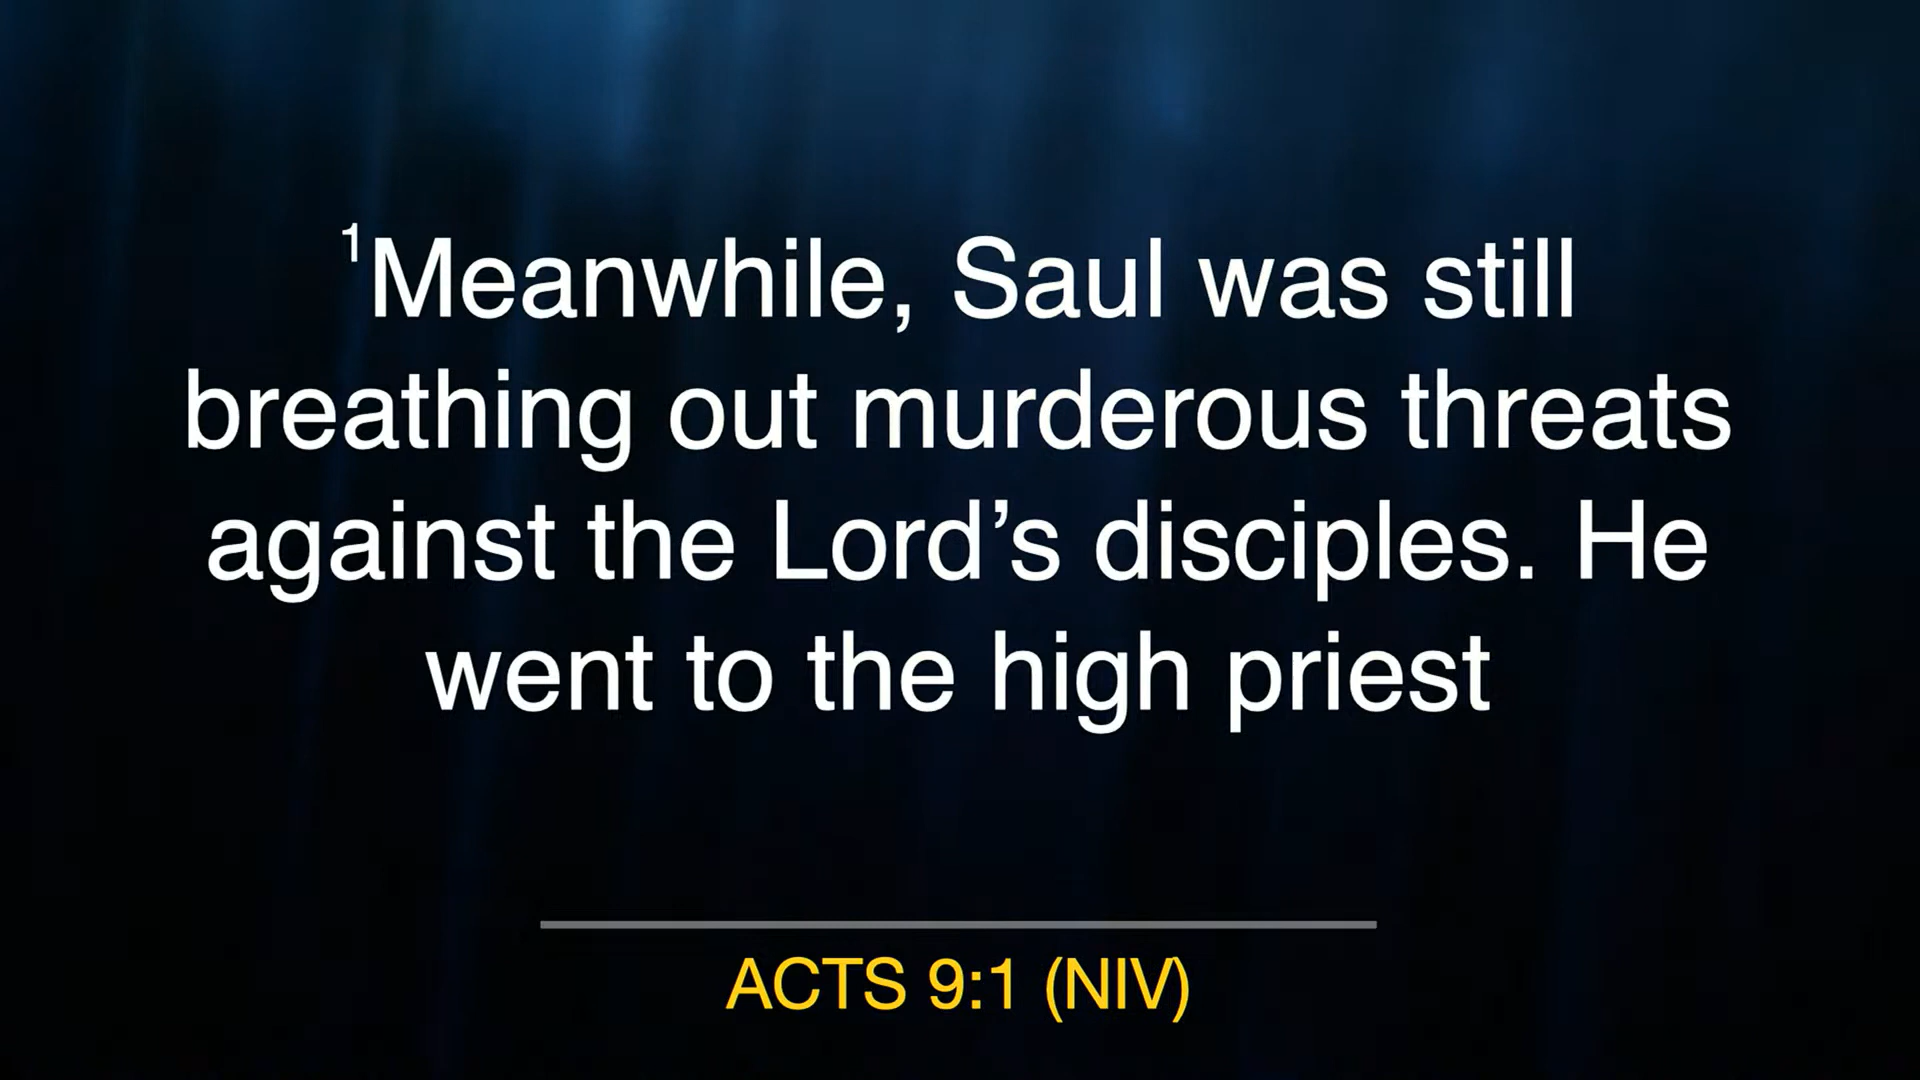 1Meanwhile, Saul was still
breathing out murderous threats
against the Lord’s disciples. He
went to the high priest
ACTS 9:1 (NIV)